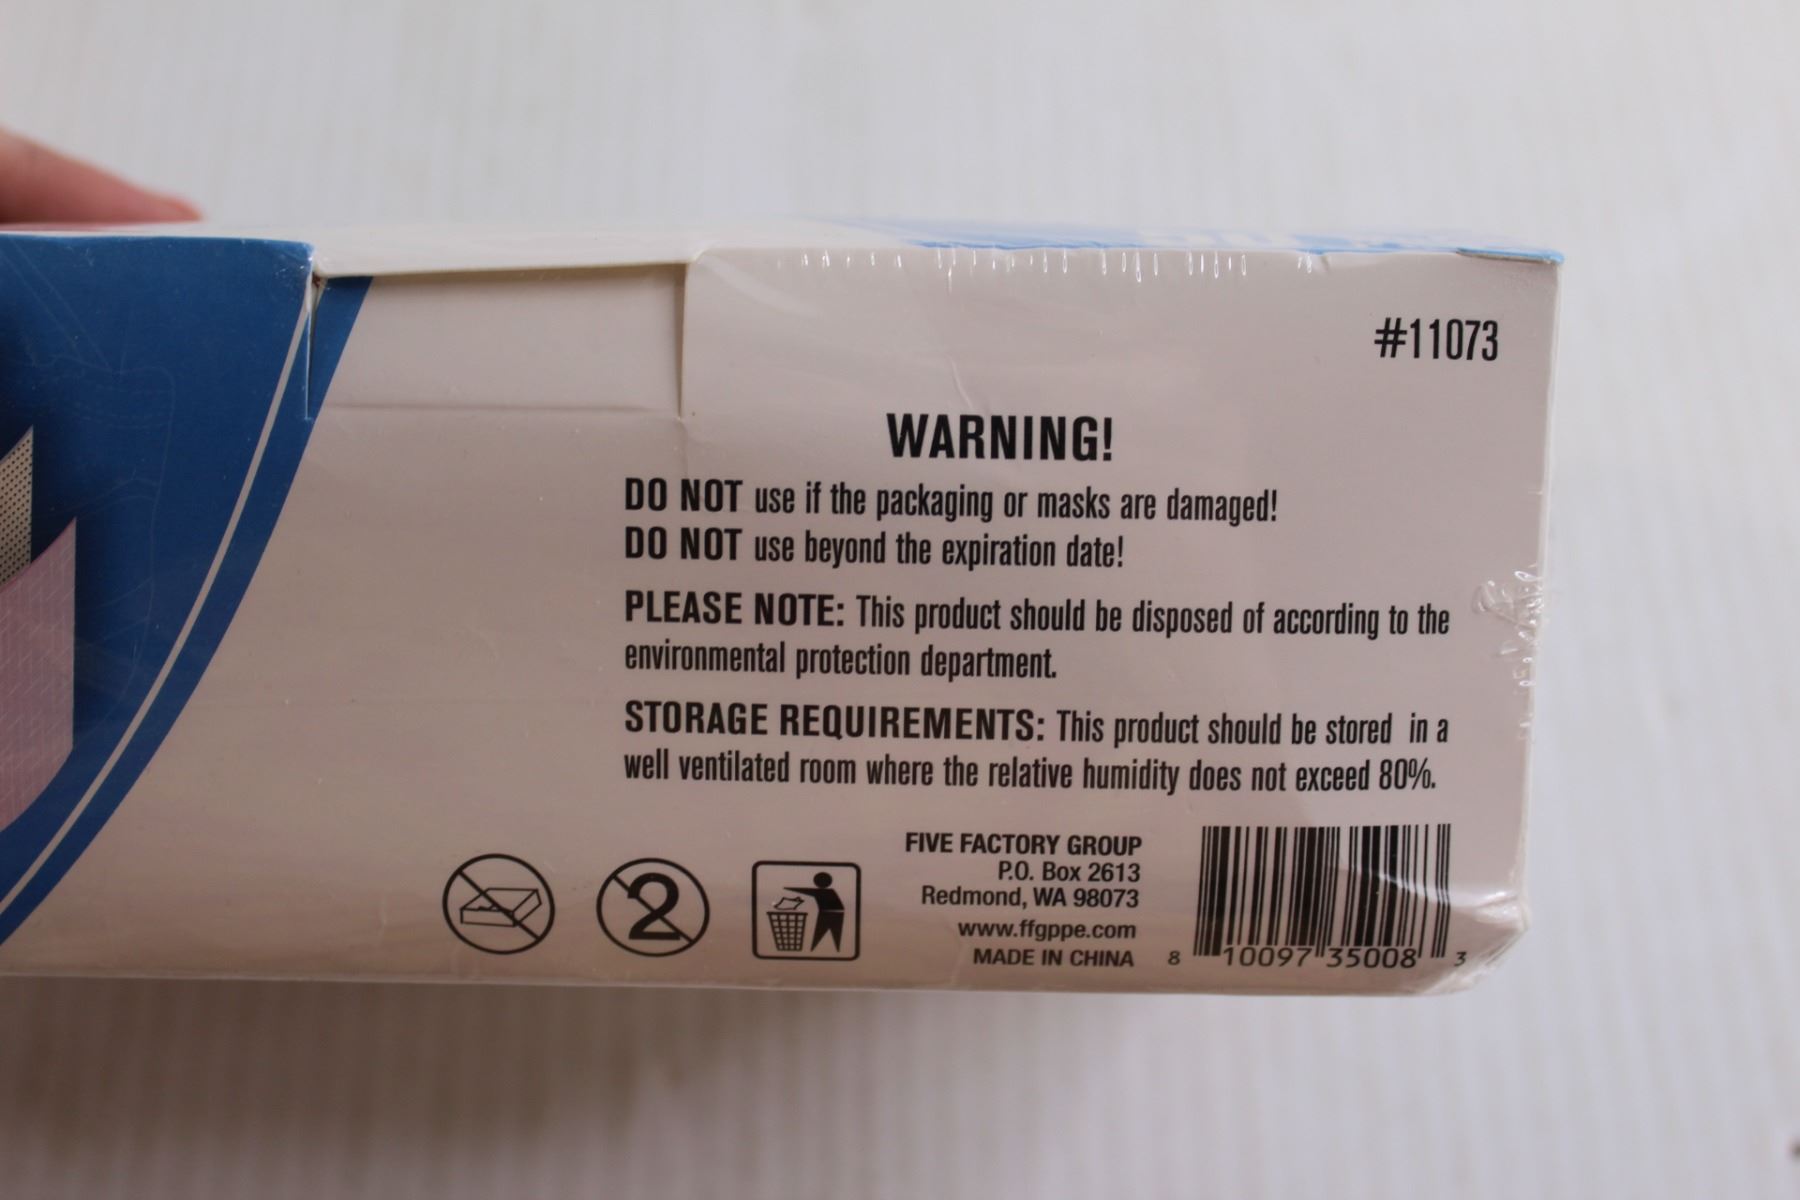 #11073
WARNING!
DO NOT use if the packaging or masks are damaged!
DO NOT use beyond the expiration date!
PLEASE NOTE: This product should be disposed of according to the
environmental protection department.
STORAGE REQUIREMENTS: This product should be stored in a
well ventilated room where the relative humidity does not exceed 80%.
2
FIVE FACTORY GROUP
P.O. Box 2613
Redmond, WA 98073
www.ffgppe.com
MADE IN CHINA
8 10097 35008 3